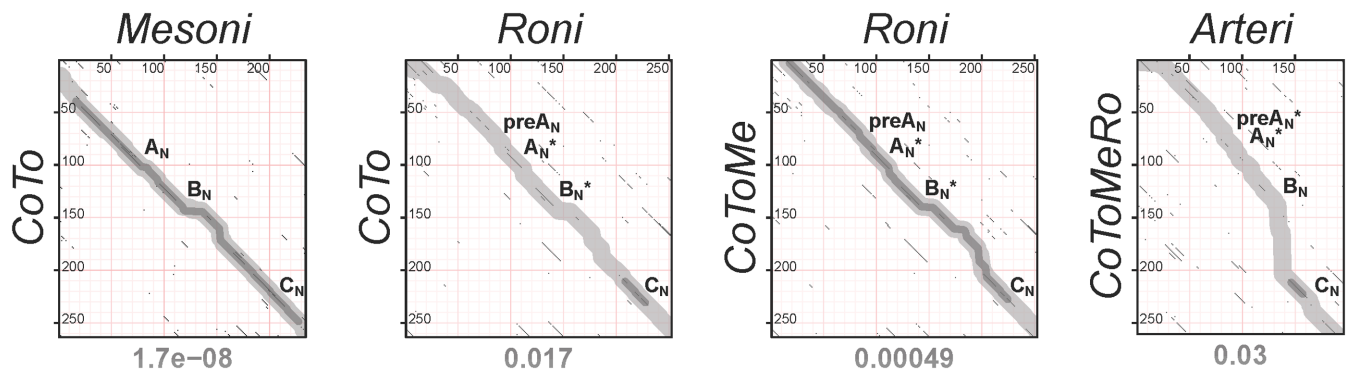 Mesoni
50 100 150 200
50
100
150
200
250
CoTo
A_N
B_N
C_N
1.7e−08
Roni
50 100 150 200 250
50
100
150
200
250
CoTo
preA_N
A_N*
B_N*
C_N
0.017
Roni
50 100 150 200 250
50
100
150
200
250
CoToMe
preA_N
A_N*
B_N*
C_N
0.00049
Arteri
50 100 150
50
100
150
200
250
CoToMeRo
preA_N*
A_N*
B_N
C_N
0.03